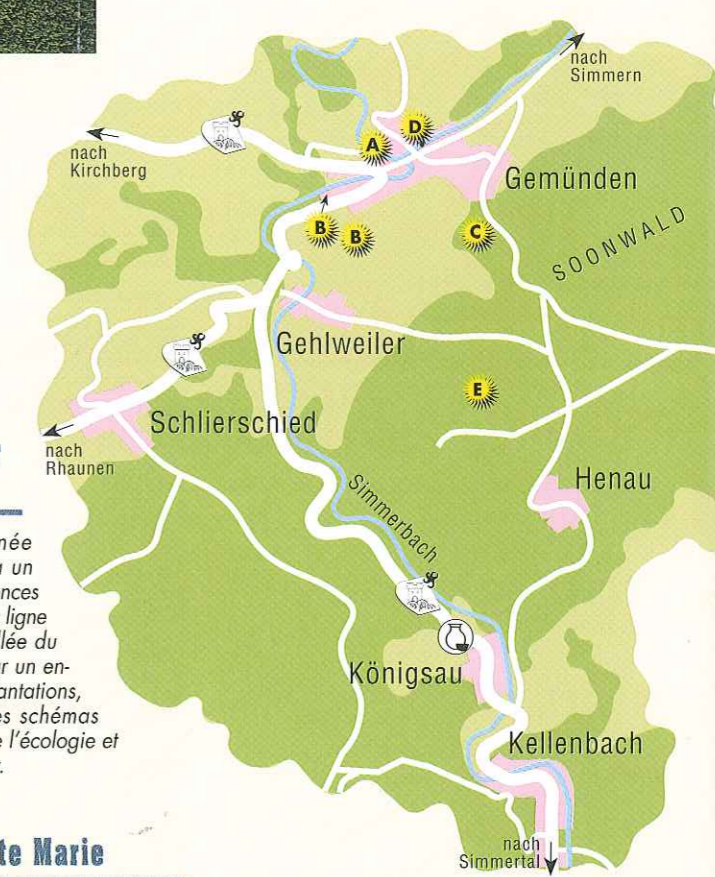 nach
Simmern
nach
Kirchberg
A
D
Gemünden
B
B
C
SOONWALD
Gehlweiler
E
Schlierschied
nach
Rhaunen
Henau
Simmerbach
Königsau
Kellenbach
nach
Simmertal
née
un
nces
ligne
llée du
r un en-
antations,
es schémas
e l'écologie et
te Marie